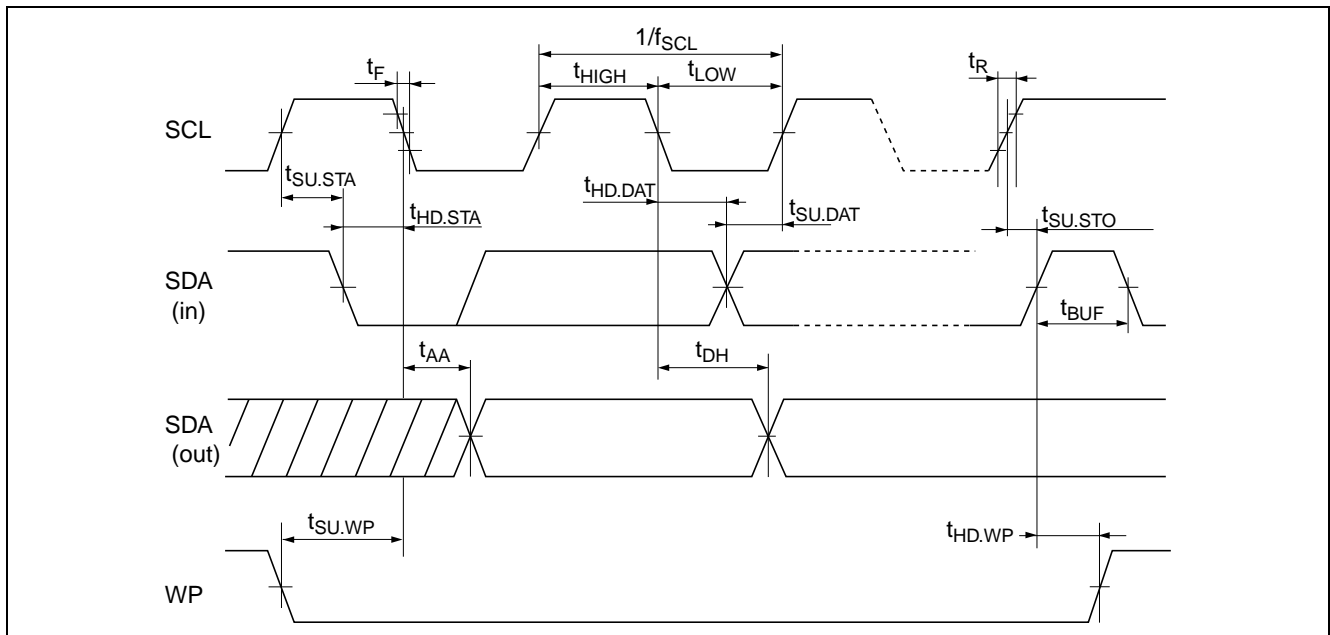 1/fSCL
tF
tHIGH
tLOW
tR
SCL
tSU.STA
tHD.STA
tHD.DAT
tSU.DAT
tSU.STO
SDA
(in)
tBUF
tAA
tDH
SDA
(out)
tSU.WP
tHD.WP
WP